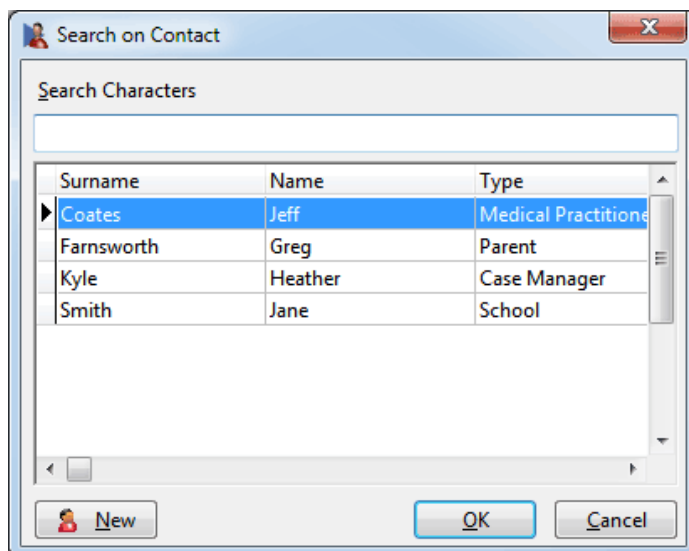 Search on Contact
Search Characters
Surname Name Type
Coates Jeff Medical Practitione
Farnsworth Greg Parent
Kyle Heather Case Manager
Smith Jane School
New OK Cancel